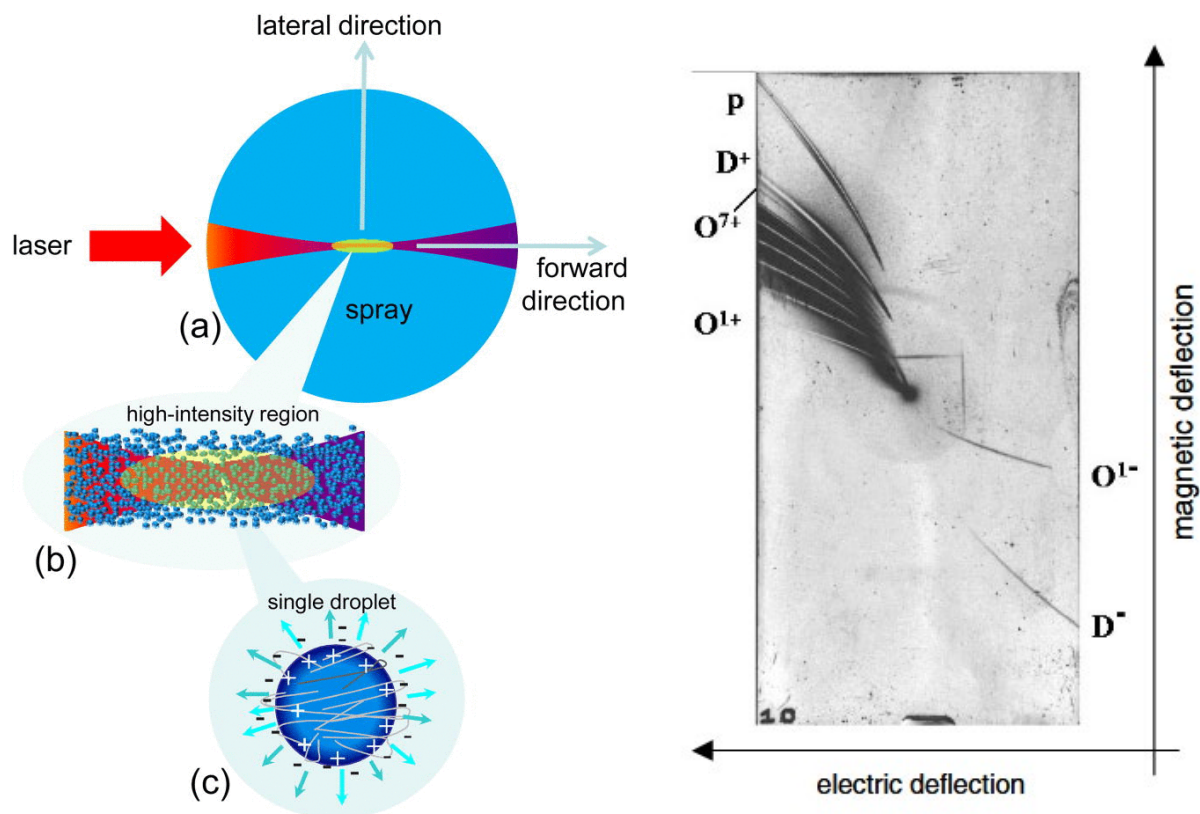 lateral direction
laser
forward
direction
(a)
spray
high-intensity region
(b)
single droplet
(c)
p
D+
O7+
O1+
O1-
D-
10
magnetic deflection
electric deflection